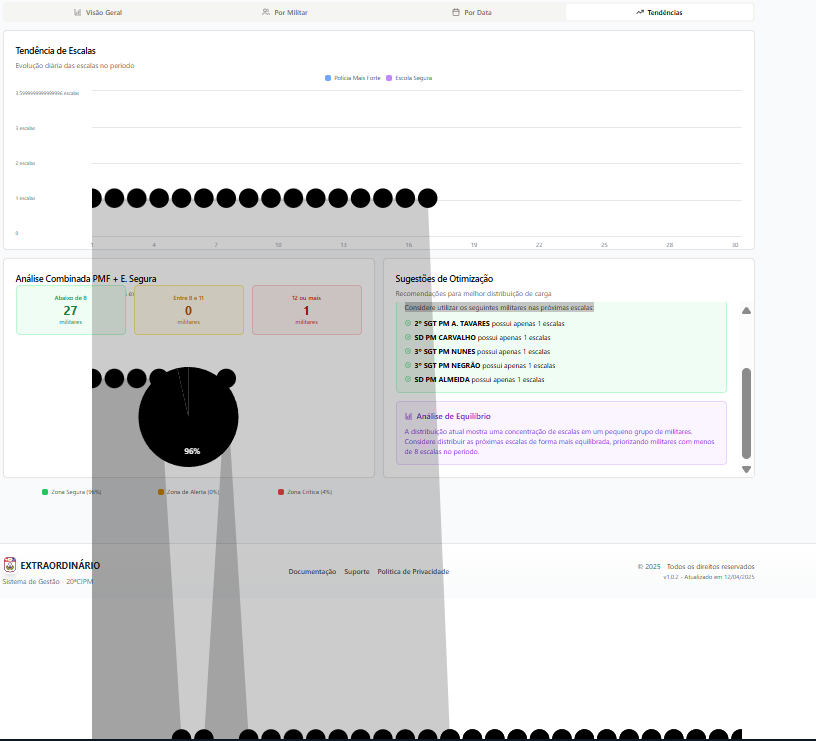 Visão Geral
Por Militar
Por Data
Tendências
Tendência de Escalas
Evolução diária das escalas no período
Polícia Mais Forte
Escola Segura
3.5999999999999996 escalas
3 escalas
2 escalas
1 escalas
0
1 4 7 10 13 16 19 22 25 28 30
Análise Combinada PMF + E. Segura
Abaixo de 8
27
militares
Entre 8 e 11
0
militares
12 ou mais
1
militares
96%
Zona Segura (96%)
Zona de Alerta (0%)
Zona Crítica (4%)
Sugestões de Otimização
Recomendações para melhor distribuição de carga
Considere utilizar os seguintes militares nas próximas escalas:
2º SGT PM A. TAVARES possui apenas 1 escalas
SD PM CARVALHO possui apenas 1 escalas
3º SGT PM NUNES possui apenas 1 escalas
3º SGT PM NEGRÃO possui apenas 1 escalas
SD PM ALMEIDA possui apenas 1 escalas
Análise de Equilíbrio
A distribuição atual mostra uma concentração de escalas em um pequeno grupo de militares.
Considere distribuir as próximas escalas de forma mais equilibrada, priorizando militares com menos
de 8 escalas no período.
EXTRAORDINÁRIO
Sistema de Gestão · 20ªCIPM
Documentação
Suporte
Política de Privacidade
© 2025 · Todos os direitos reservados
v1.0.2 - Atualizado em 12/04/2025